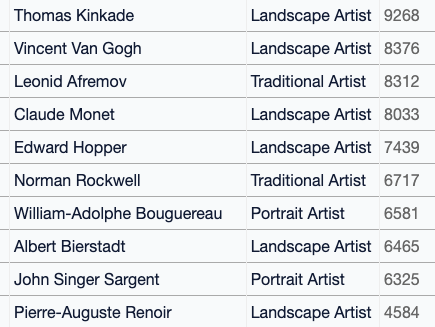 Thomas Kinkade Landscape Artist 9268
Vincent Van Gogh Landscape Artist 8376
Leonid Afremov Traditional Artist 8312
Claude Monet Landscape Artist 8033
Edward Hopper Landscape Artist 7439
Norman Rockwell Traditional Artist 6717
William-Adolphe Bouguereau Portrait Artist 6581
Albert Bierstadt Landscape Artist 6465
John Singer Sargent Portrait Artist 6325
Pierre-Auguste Renoir Landscape Artist 4584